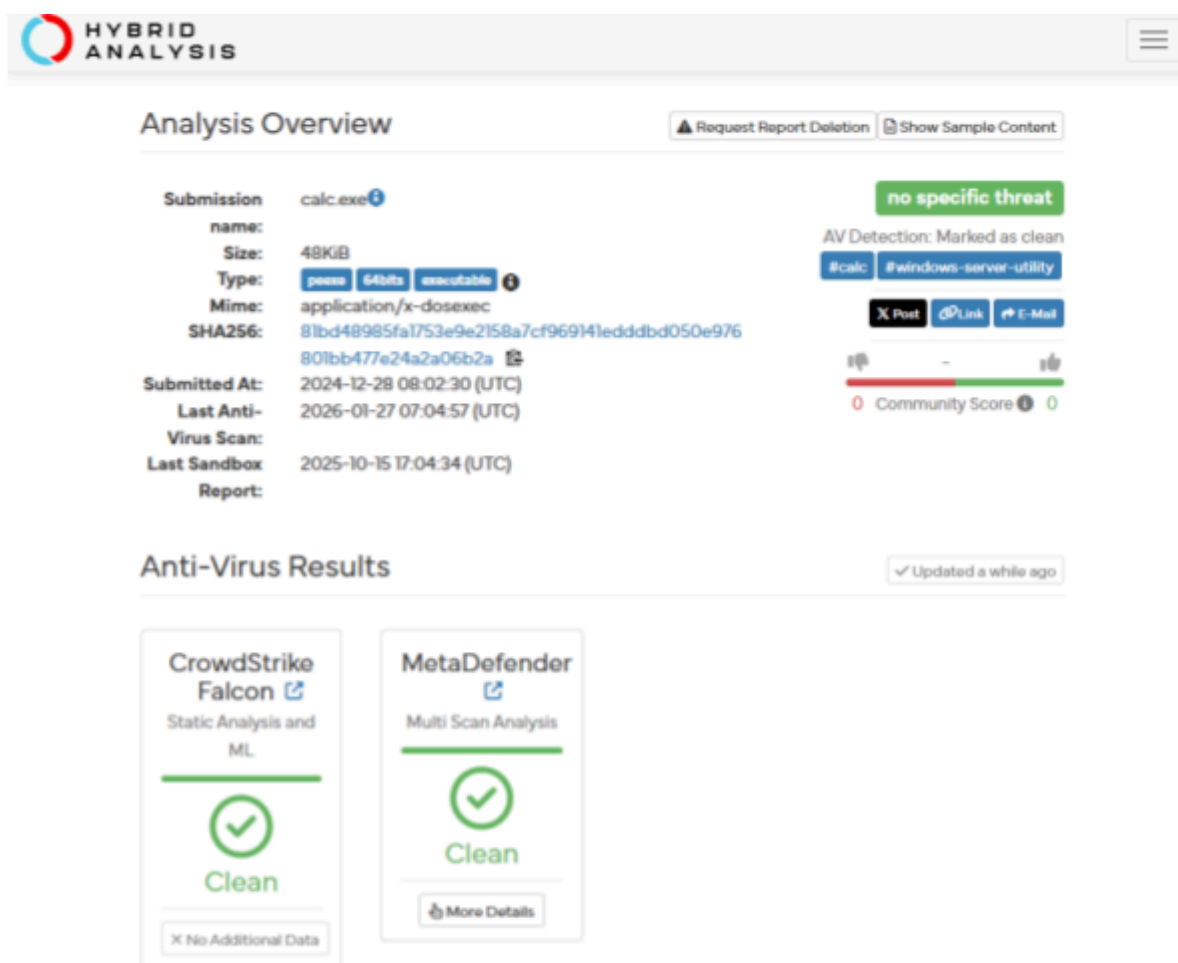 HYBRID
ANALYSIS
Analysis Overview
Request Report Deletion
Show Sample Content
Submission name: calc.exe
Size: 48KiB
Type: peexe 64bits executable
Mime: application/x-dosexec
SHA256: 81bd48985fa1753e9e2158a7cf969141edddbd050e976
801bb477e24a2a06b2a
Submitted At: 2024-12-28 08:02:30 (UTC)
Last Anti-Virus Scan: 2026-01-27 07:04:57 (UTC)
Last Sandbox Report: 2025-10-15 17:04:34 (UTC)
no specific threat
AV Detection: Marked as clean
#calc #windows-server-utility
X Post Link E-Mail
-
0 Community Score 0
Anti-Virus Results
Updated a while ago
CrowdStrike
Falcon
Static Analysis and
ML
Clean
No Additional Data
MetaDefender
Multi Scan Analysis
Clean
More Details